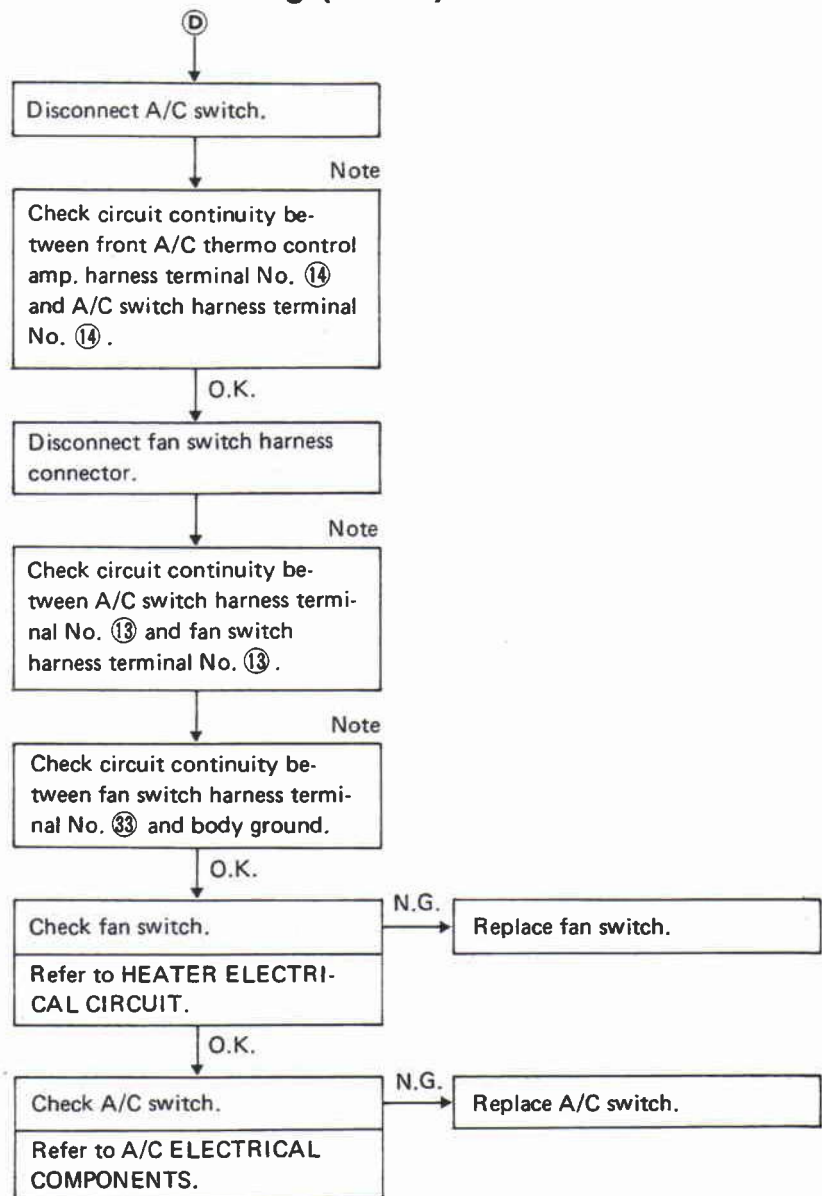 D
Disconnect A/C switch.
Note
Check circuit continuity be-
tween front A/C thermo control
amp. harness terminal No. ⑭
and A/C switch harness terminal
No. ⑭ .
O.K.
Disconnect fan switch harness
connector.
Note
Check circuit continuity be-
tween A/C switch harness termi-
nal No. ⑬ and fan switch
harness terminal No. ⑬ .
Note
Check circuit continuity be-
tween fan switch harness termi-
nal No. ㉝ and body ground.
O.K.
Check fan switch.
N.G.
Replace fan switch.
Refer to HEATER ELECTRI-
CAL CIRCUIT.
O.K.
Check A/C switch.
N.G.
Replace A/C switch.
Refer to A/C ELECTRICAL
COMPONENTS.